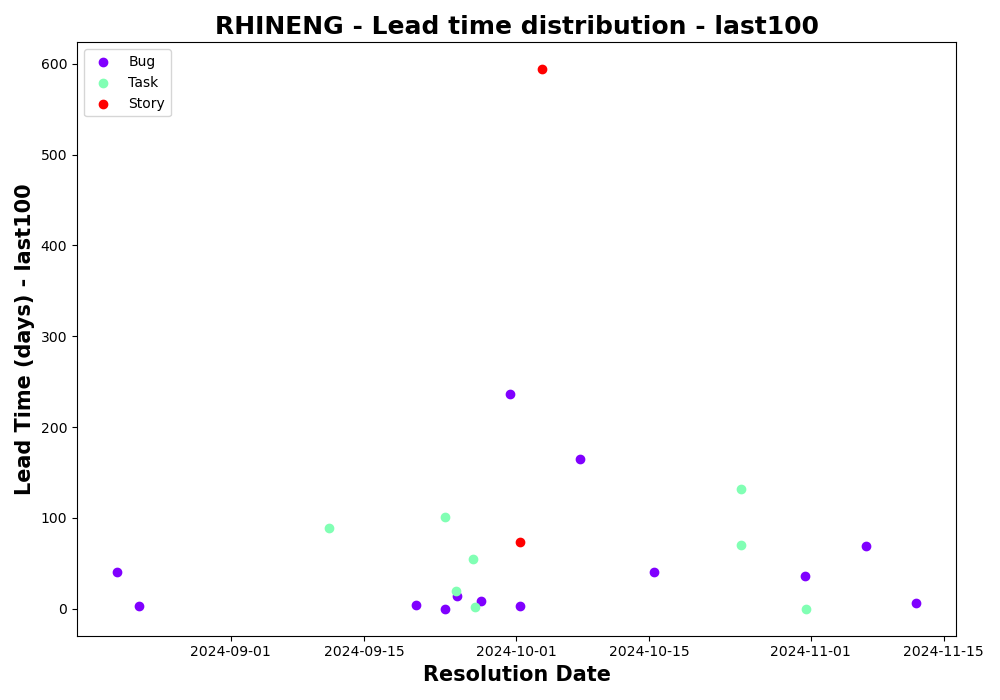 RHINENG - Lead time distribution - last100
Bug
Task
Story
Lead Time (days) - last100
600
500
400
300
200
100
0
2024-09-01 2024-09-15 2024-10-01 2024-10-15 2024-11-01 2024-11-15
Resolution Date